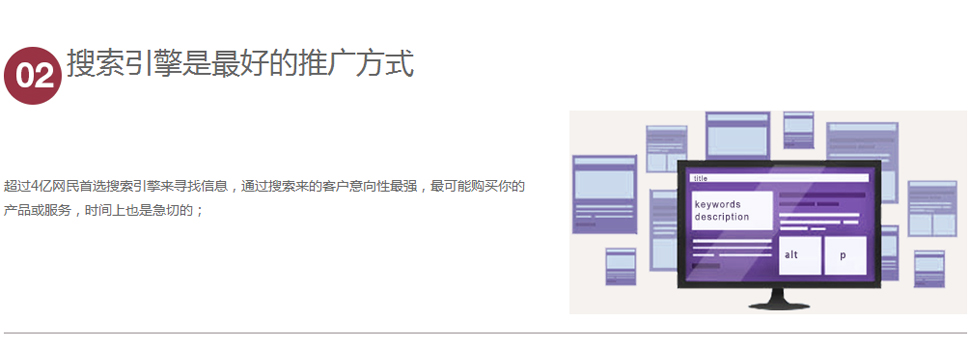 02
搜索引擎是最好的推广方式
超过4亿网民首选搜索引擎来寻找信息，通过搜索来的客户意向性最强，最可能购买你的
产品或服务，时间上也是急切的；
title
keywords
description
alt
p